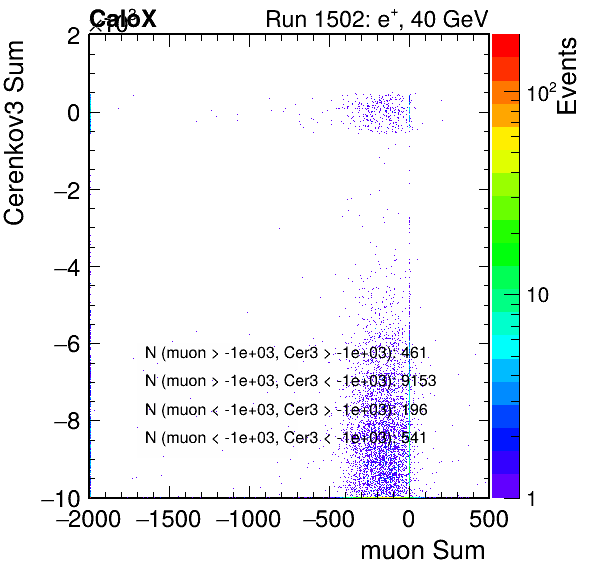 CaloX
×10³
Run 1502: e⁺, 40 GeV
Cerenkov3 Sum
Events
2
0
−2
−4
−6
−8
−10
10²
10
1
N (muon > -1e+03, Cer3 > -1e+03): 461
N (muon > -1e+03, Cer3 < -1e+03): 9153
N (muon < -1e+03, Cer3 > -1e+03): 196
N (muon < -1e+03, Cer3 < -1e+03): 541
−2000 −1500 −1000 −500 0 500
muon Sum